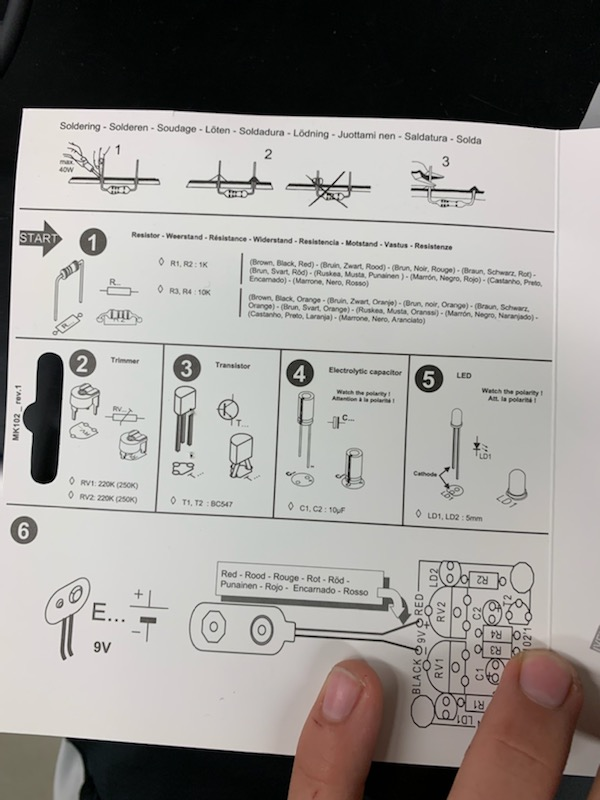 Soldering - Solderen - Soudage - Löten - Soldadura - Lödning - Juottami nen - Saldatura - Solda
max.
40W
1
2
3
START
1
Resistor - Weerstand - Résistance - Widerstand - Resistencia - Motstand - Vastus - Resistenze
R...
R
R1, R2 : 1K
(Brown, Black, Red) - (Bruin, Zwart, Rood) - (Brun, Noir, Rouge) - (Braun, Schwarz, Rot) -
(Brun, Svart, Röd) - (Ruskea, Musta, Punainen ) - (Marrón, Negro, Rojo) - (Castanho, Preto,
Encarnado) - (Marrone, Nero, Rosso)
R3, R4 : 10K
(Brown, Black, Orange - (Bruin, Zwart, Oranje) - (Brun, noir, Orange) - (Braun, Schwarz,
Orange) - (Brun, Svart, Orange) - (Ruskea, Musta, Oranssi) - (Marrón, Negro, Naranjado) -
(Castanho, Preto, Laranja) - (Marrone, Nero, Aranciato)
MK102 _ rev.1
2
Trimmer
RV...
RV1: 220K (250K)
RV2: 220K (250K)
3
Transistor
T...
T1, T2 : BC547
4
Electrolytic capacitor
Watch the polarity !
Attention à la polarité !
C...
C1, C2 : 10µF
5
LED
Watch the polarity !
Att. la polarité !
LD1
Cathode
LD1
LD1
LD1, LD2 : 5mm
6
E...
+
−
9V
Red - Rood - Rouge - Rot - Röd -
Punainen - Rojo - Encarnado - Rosso
BLACK
− 9V +
RED
LD2
R2
RV2
C2
T2
R4
R3
RV1
C1
R1
LD1